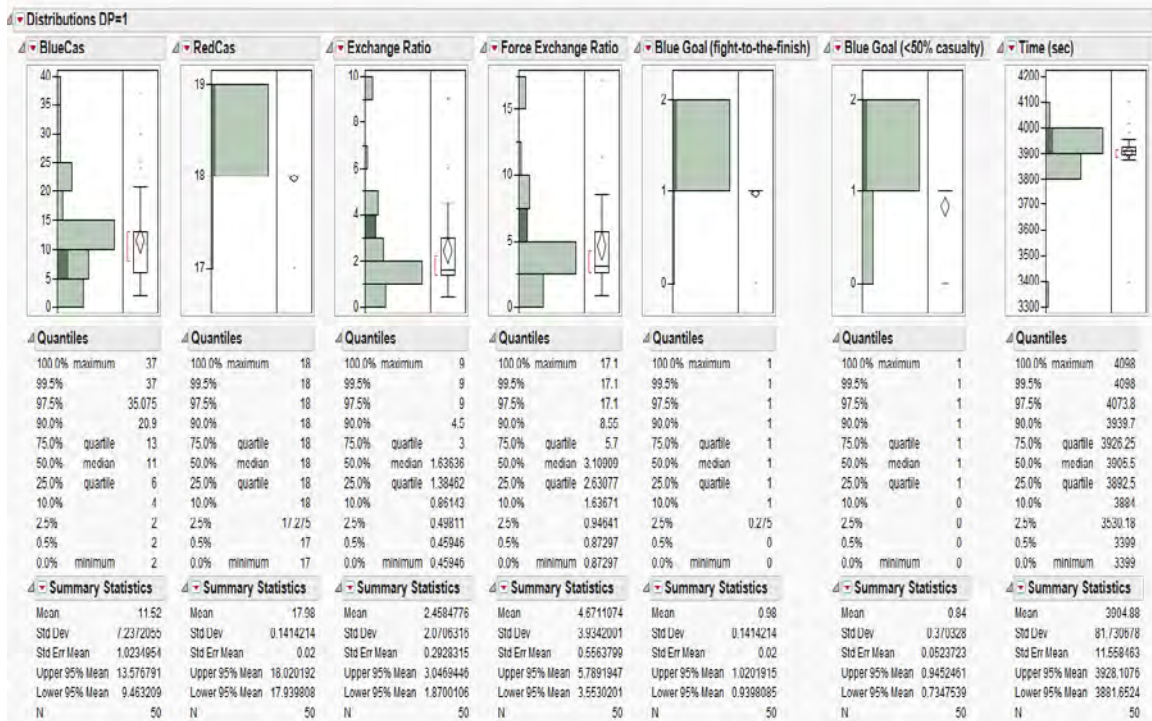 Distributions DP=1
BlueCas RedCas Exchange Ratio Force Exchange Ratio Blue Goal (fight-to-the-finish) Blue Goal (<50% casualty) Time (sec)
40 19 10 15 2 2 4200
35 8 4100
30 4000
25 18 6 10 1 1 3900
20 3800
15 4 3700
10 17 2 5 0 0 3600
5 3500
0 0 0 3400
3300
Quantiles Quantiles Quantiles Quantiles Quantiles Quantiles Quantiles
100.0% maximum 37 100.0% maximum 18 100.0% maximum 9 100.0% maximum 17.1 100.0% maximum 1 100.0% maximum 1 100.0% maximum 4098
99.5% 37 99.5% 18 99.5% 9 99.5% 17.1 99.5% 1 99.5% 1 99.5% 4098
97.5% 35.075 97.5% 18 97.5% 9 97.5% 17.1 97.5% 1 97.5% 1 97.5% 4073.8
90.0% 20.9 90.0% 18 90.0% 4.5 90.0% 8.55 90.0% 1 90.0% 1 90.0% 3939.7
75.0% quartile 13 75.0% quartile 18 75.0% quartile 3 75.0% quartile 5.7 75.0% quartile 1 75.0% quartile 1 75.0% quartile 3926.25
50.0% median 11 50.0% median 18 50.0% median 1.63636 50.0% median 3.10909 50.0% median 1 50.0% median 1 50.0% median 3905.5
25.0% quartile 6 25.0% quartile 18 25.0% quartile 1.38462 25.0% quartile 2.63077 25.0% quartile 1 25.0% quartile 1 25.0% quartile 3892.5
10.0% 4 10.0% 18 10.0% 0.86143 10.0% 1.63671 10.0% 1 10.0% 0 10.0% 3884
2.5% 2 2.5% 17.275 2.5% 0.49811 2.5% 0.94641 2.5% 0.275 2.5% 0 2.5% 3530.18
0.5% 2 0.5% 17 0.5% 0.45946 0.5% 0.87297 0.5% 0 0.5% 0 0.5% 3399
0.0% minimum 2 0.0% minimum 17 0.0% minimum 0.45946 0.0% minimum 0.87297 0.0% minimum 0 0.0% minimum 0 0.0% minimum 3399
Summary Statistics Summary Statistics Summary Statistics Summary Statistics Summary Statistics Summary Statistics Summary Statistics
Mean 11.52 Mean 17.98 Mean 2.4584776 Mean 4.6711074 Mean 0.98 Mean 0.84 Mean 3904.88
Std Dev 7.2372055 Std Dev 0.1414214 Std Dev 2.0706316 Std Dev 3.9342001 Std Dev 0.1414214 Std Dev 0.370328 Std Dev 81.730678
Std Err Mean 1.0234954 Std Err Mean 0.02 Std Err Mean 0.2928315 Std Err Mean 0.5563799 Std Err Mean 0.02 Std Err Mean 0.0523723 Std Err Mean 11.558463
Upper 95% Mean 13.576791 Upper 95% Mean 18.020192 Upper 95% Mean 3.0469446 Upper 95% Mean 5.7891947 Upper 95% Mean 1.0201915 Upper 95% Mean 0.9452461 Upper 95% Mean 3928.1076
Lower 95% Mean 9.463209 Lower 95% Mean 17.939808 Lower 95% Mean 1.8700106 Lower 95% Mean 3.5530201 Lower 95% Mean 0.9398085 Lower 95% Mean 0.7347539 Lower 95% Mean 3881.6524
N 50 N 50 N 50 N 50 N 50 N 50 N 50